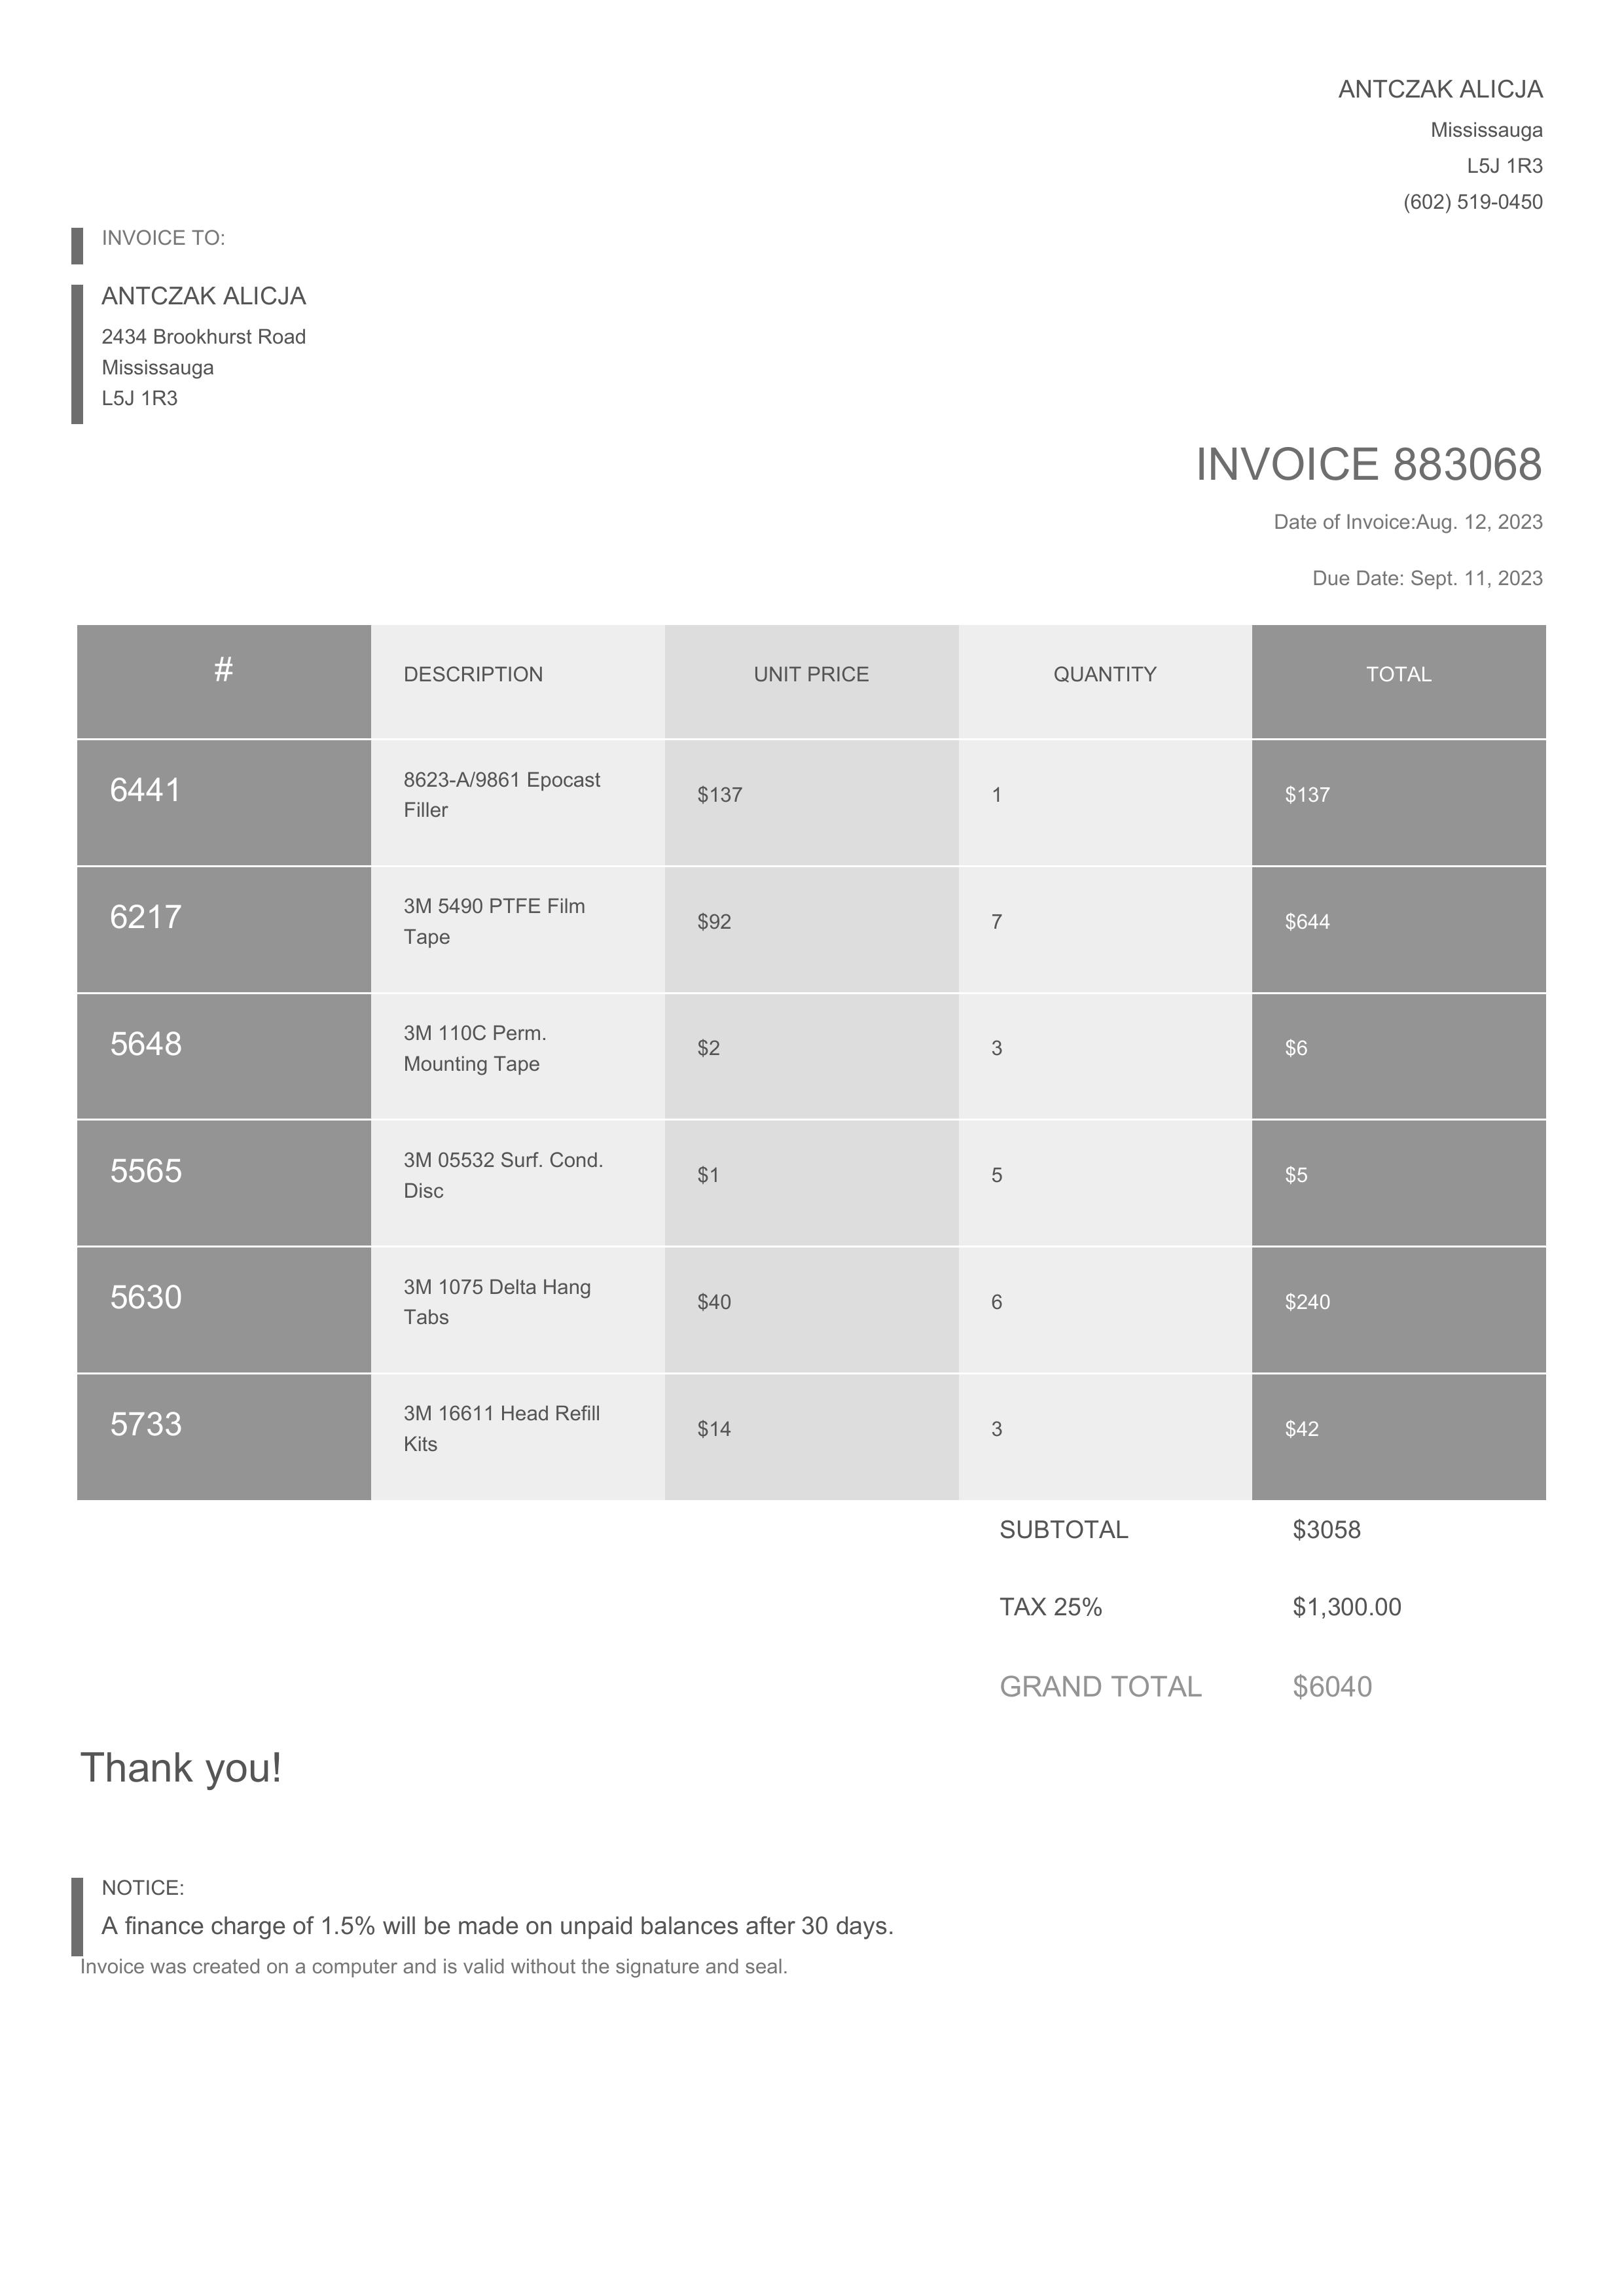 ANTCZAK ALICJA
Mississauga
L5J 1R3
(602) 519-0450
INVOICE TO:
ANTCZAK ALICJA
2434 Brookhurst Road
Mississauga
L5J 1R3
INVOICE 883068
Date of Invoice:Aug. 12, 2023
Due Date: Sept. 11, 2023
# DESCRIPTION UNIT PRICE QUANTITY TOTAL
6441 8623-A/9861 Epocast $137 1 $137
Filler
6217 3M 5490 PTFE Film $92 7 $644
Tape
5648 3M 110C Perm. $2 3 $6
Mounting Tape
5565 3M 05532 Surf. Cond. $1 5 $5
Disc
5630 3M 1075 Delta Hang $40 6 $240
Tabs
5733 3M 16611 Head Refill $14 3 $42
Kits
SUBTOTAL $3058
TAX 25% $1,300.00
GRAND TOTAL $6040
Thank you!
NOTICE:
A finance charge of 1.5% will be made on unpaid balances after 30 days.
Invoice was created on a computer and is valid without the signature and seal.